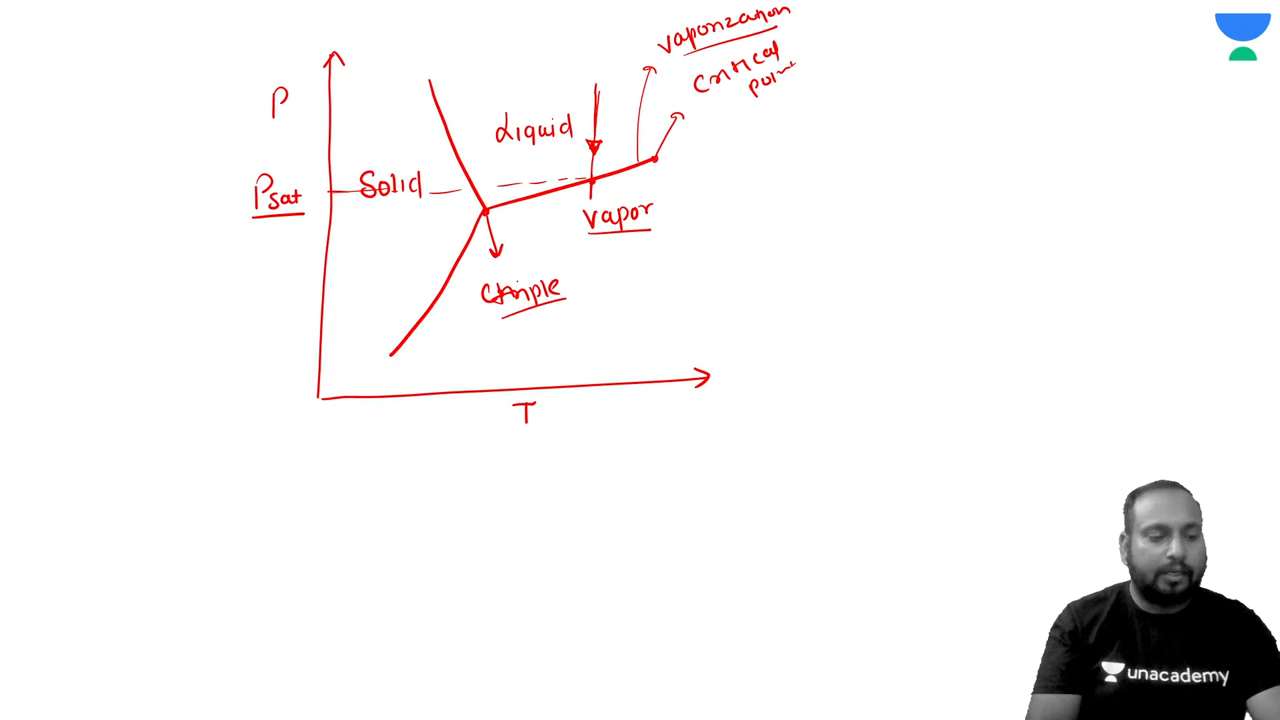 Vaporization
Critical
point
P
Liquid
Psat
Solid
Vapor
Triple
T
unacademy